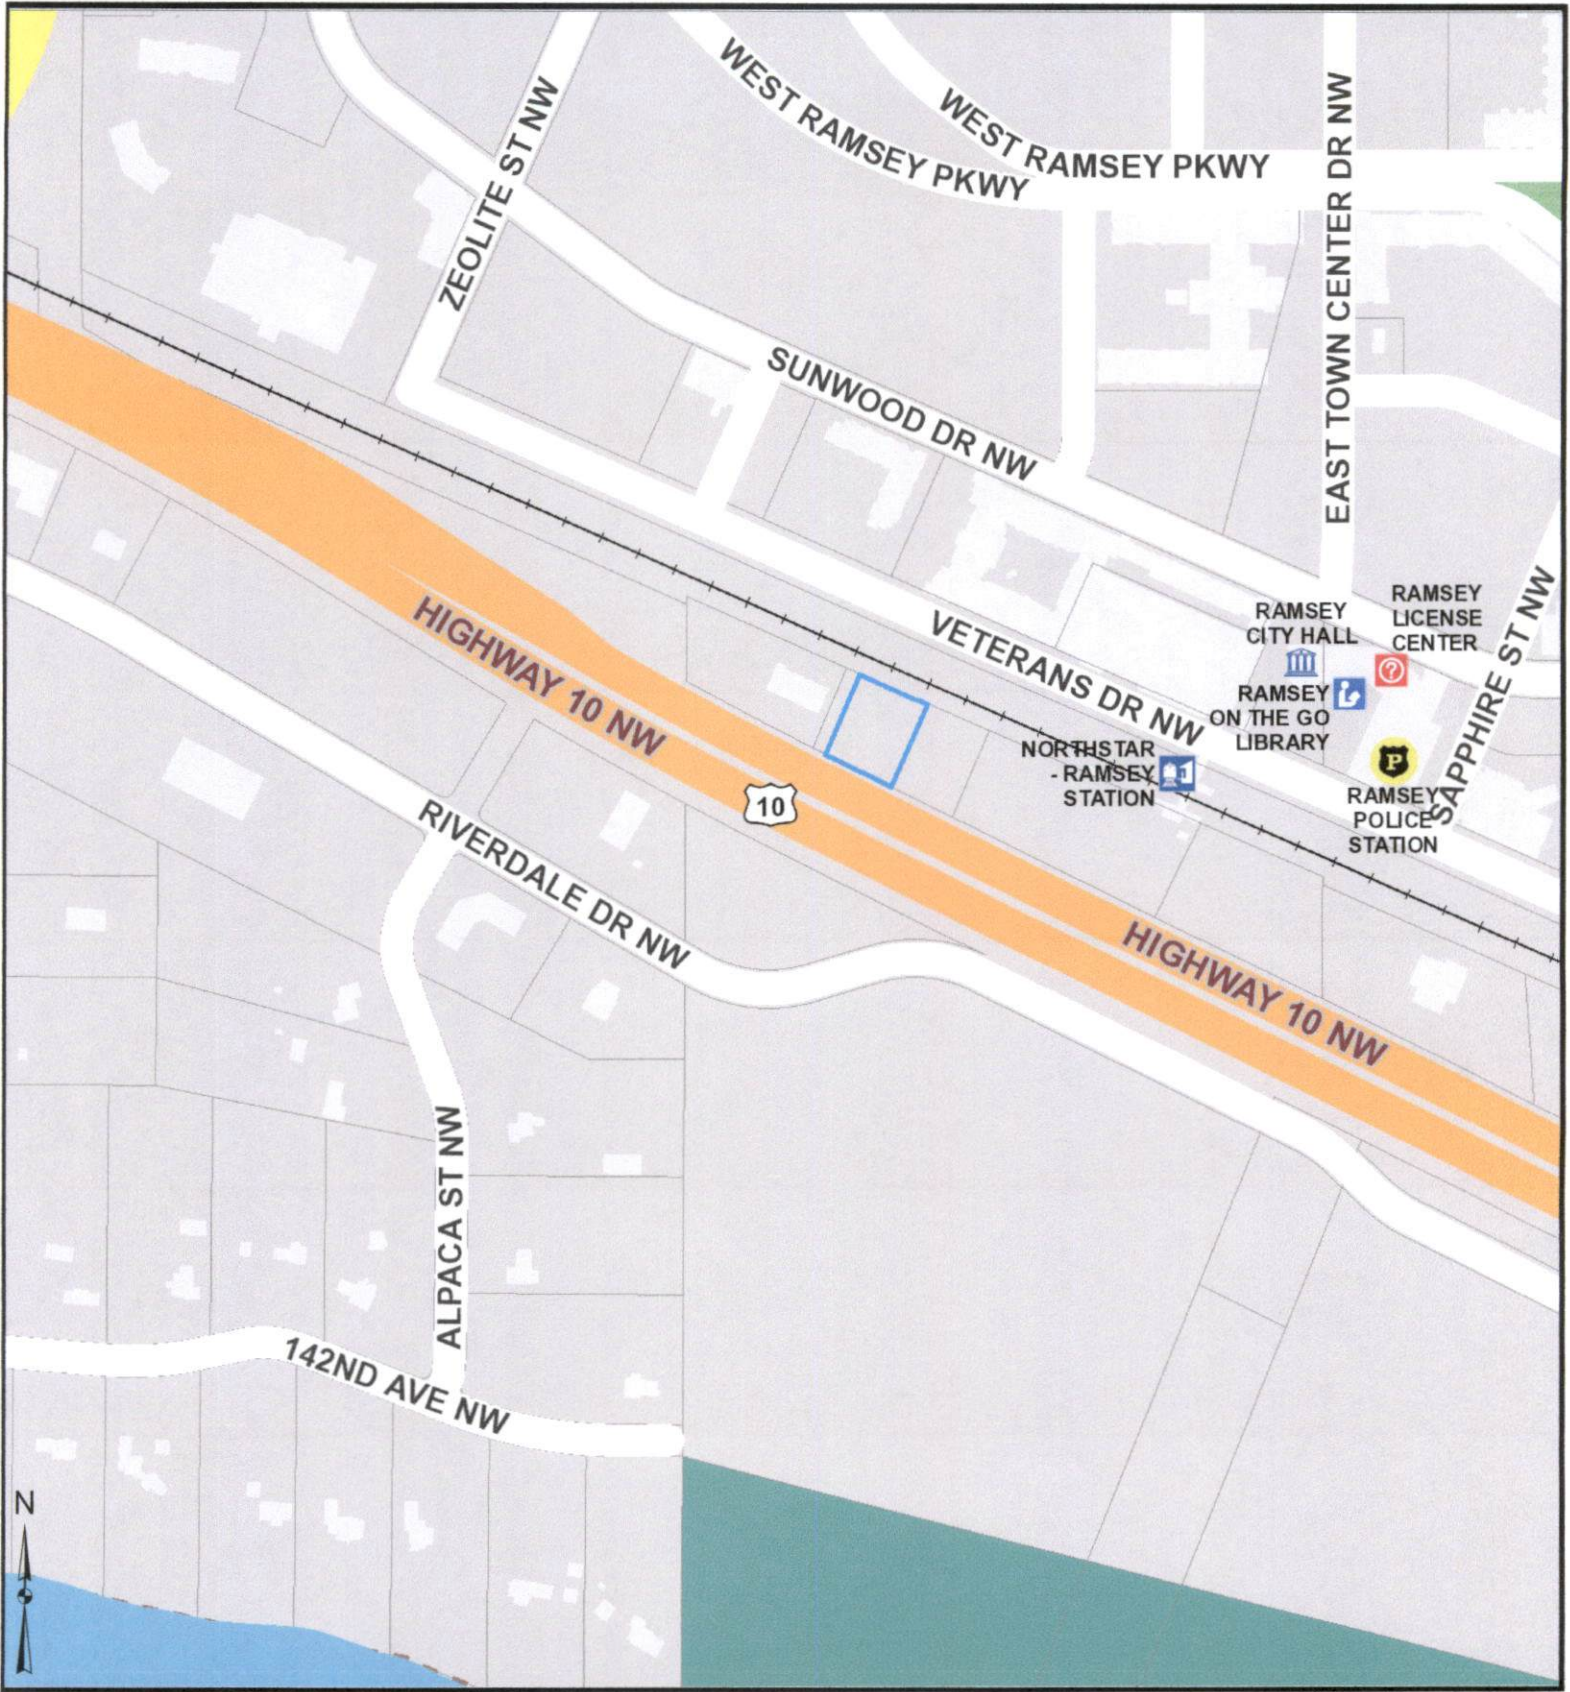 WEST RAMSEY PKWY
WEST RAMSEY PKWY
ZEOLITE ST NW
EAST TOWN CENTER DR NW
SUNWOOD DR NW
HIGHWAY 10 NW
VETERANS DR NW
RAMSEY
CITY HALL
RAMSEY
LICENSE
CENTER
?
RAMSEY
ON THE GO
LIBRARY
SAPPHIRE ST NW
NORTHSTAR
- RAMSEY
STATION
P
RAMSEY
POLICE
STATION
10
RIVERDALE DR NW
HIGHWAY 10 NW
ALPACA ST NW
142ND AVE NW
N